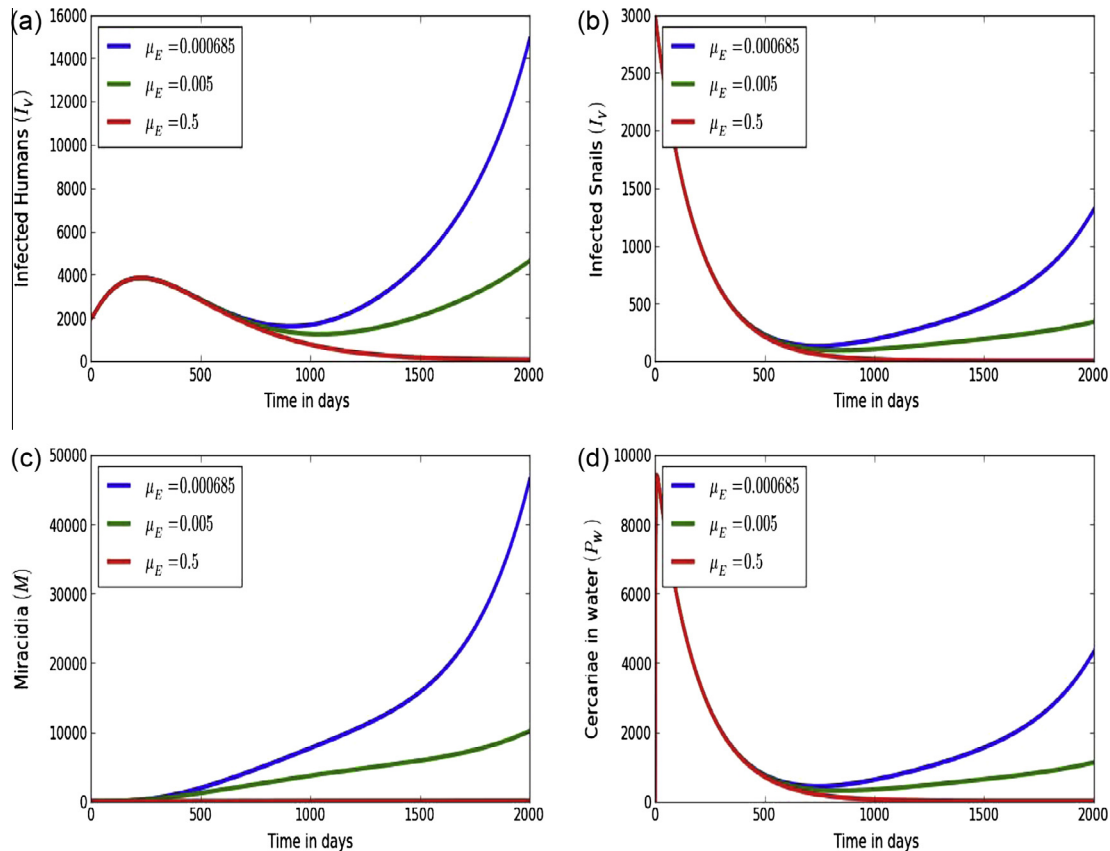 (a)
16000
14000
12000
10000
8000
6000
4000
2000
0
Infected Humans (I_V)
μ_E =0.000685
μ_E =0.005
μ_E =0.5
0 500 1000 1500 2000
Time in days
(b)
3000
2500
2000
1500
1000
500
0
Infected Snails (I_V)
μ_E =0.000685
μ_E =0.005
μ_E =0.5
0 500 1000 1500 2000
Time in days
(c)
50000
40000
30000
20000
10000
0
Miracidia (M)
μ_E =0.000685
μ_E =0.005
μ_E =0.5
0 500 1000 1500 2000
Time in days
(d)
10000
8000
6000
4000
2000
0
Cercariae in water (P_W)
μ_E =0.000685
μ_E =0.005
μ_E =0.5
0 500 1000 1500 2000
Time in days